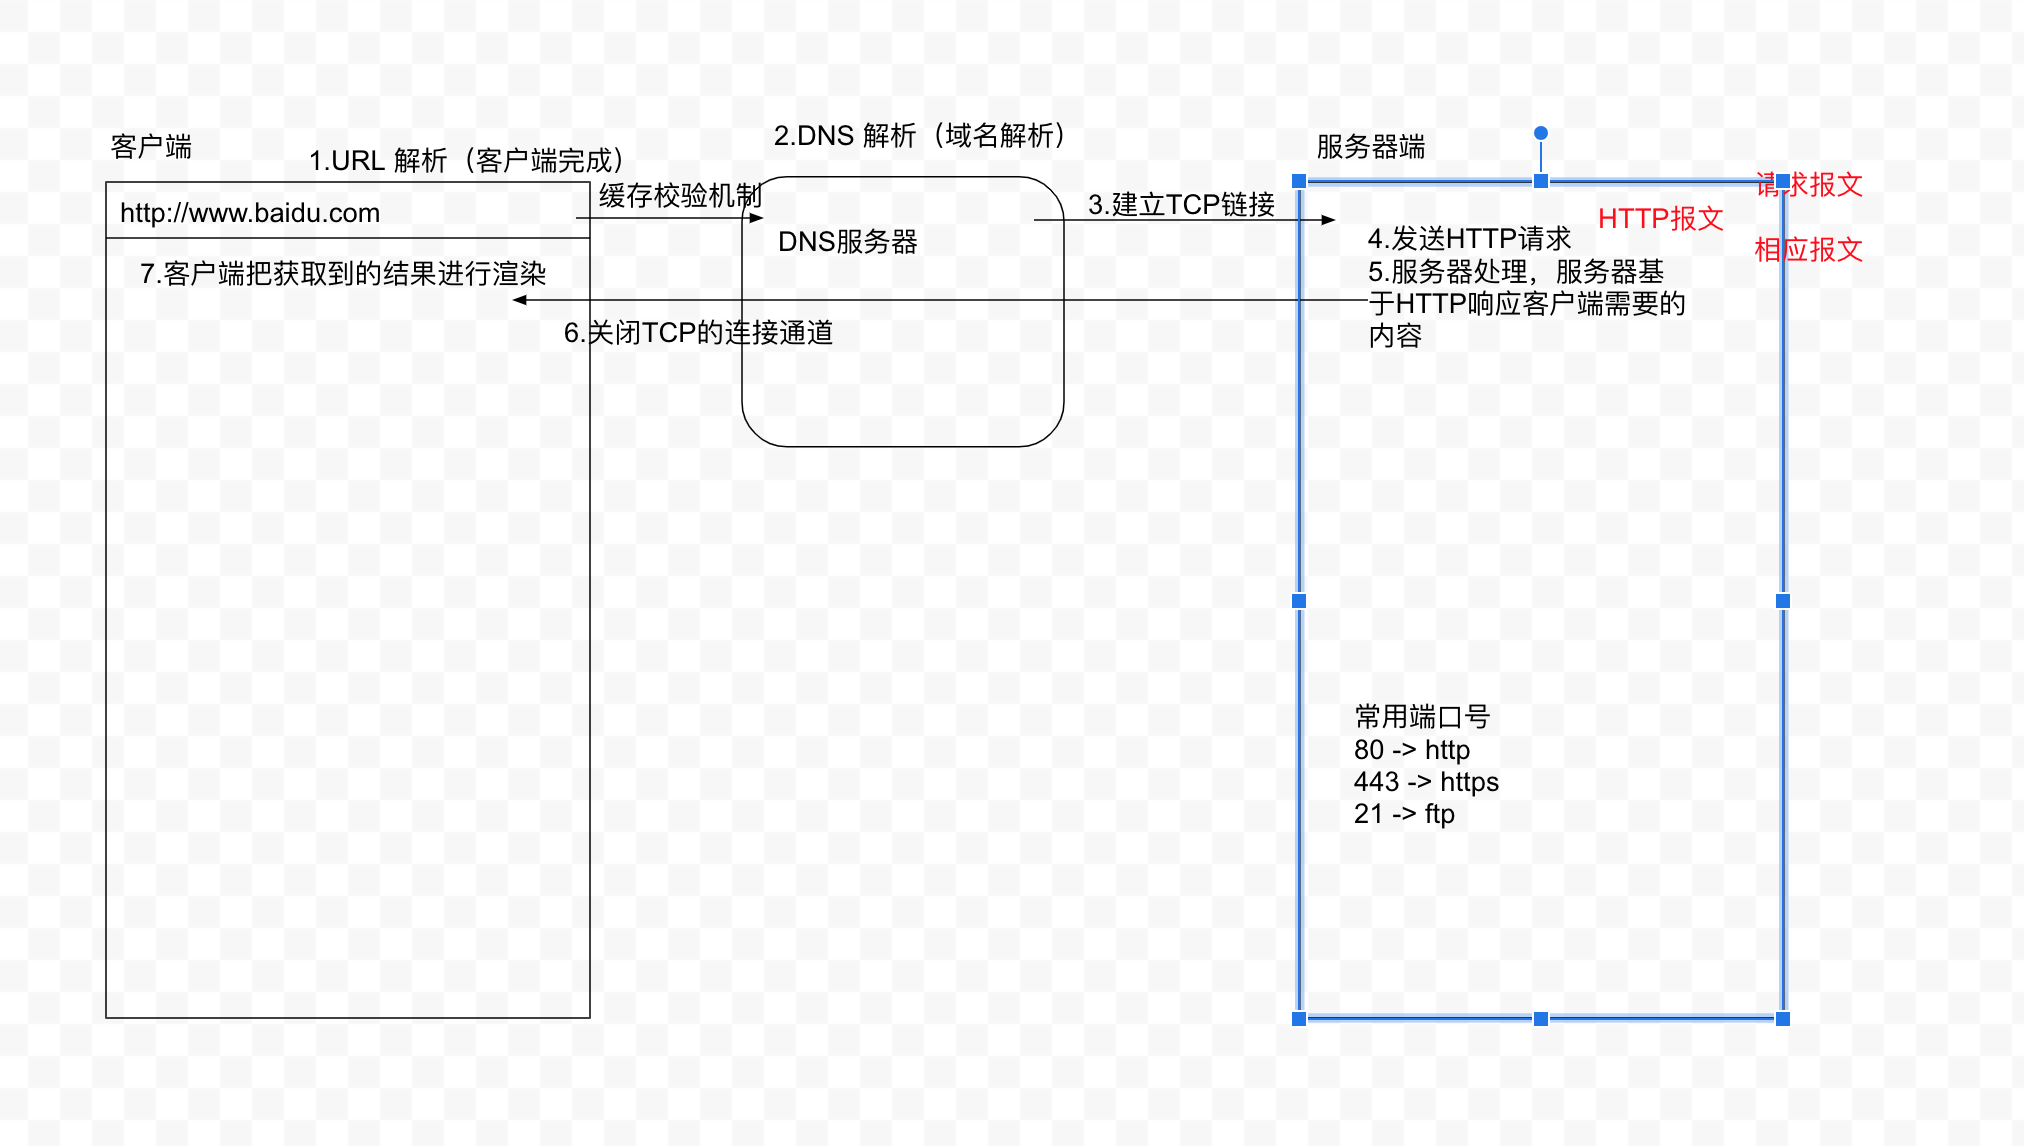 客户端
1.URL 解析（客户端完成）
http://www.baidu.com
7.客户端把获取到的结果进行渲染
缓存校验机制
2.DNS 解析（域名解析）
DNS服务器
6.关闭TCP的连接通道
3.建立TCP链接
服务器端
请求报文
HTTP报文
相应报文
4.发送HTTP请求
5.服务器处理，服务器基
于HTTP响应客户端需要的
内容
常用端口号
80 -> http
443 -> https
21 -> ftp